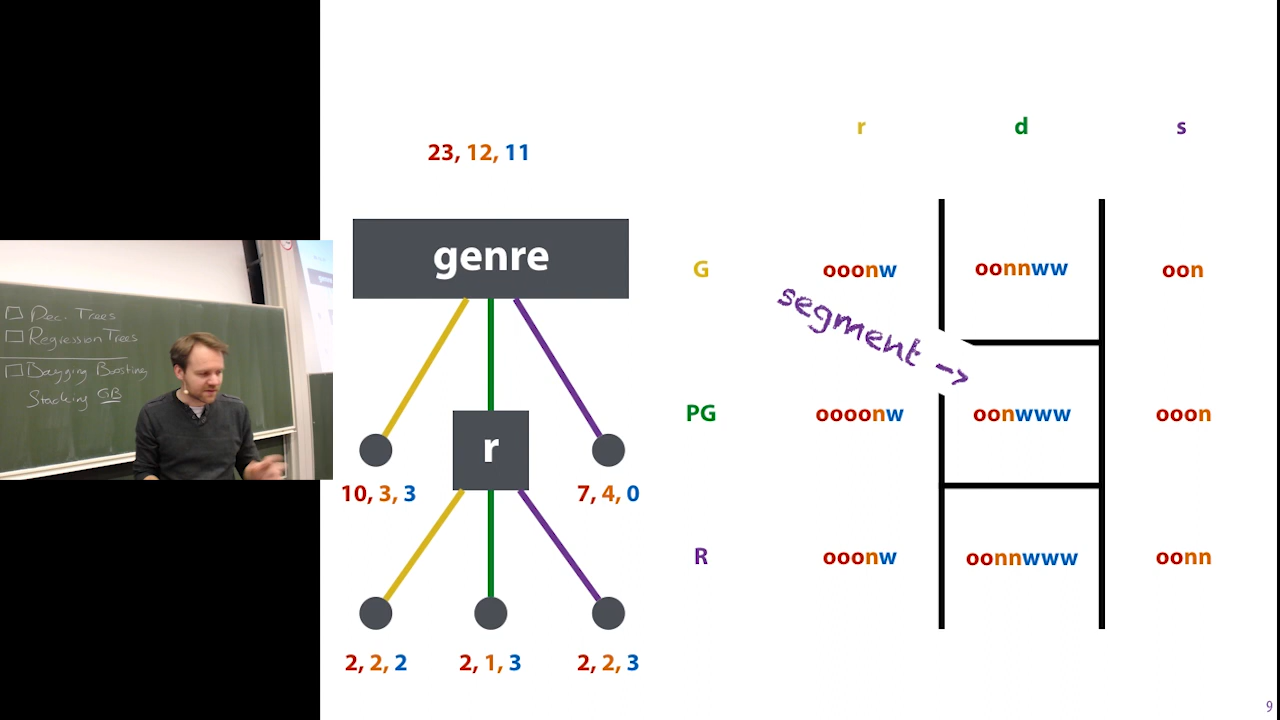 Dec. Trees
Regression Trees
Bagging Boosting
Stacking GB
23, 12, 11
genre
r
10, 3, 3
7, 4, 0
2, 2, 2
2, 1, 3
2, 2, 3
r d s
G ooonw oonnww oon
segment ->
PG oooonw oonwww ooon
R ooonw oonnwww oonn
9